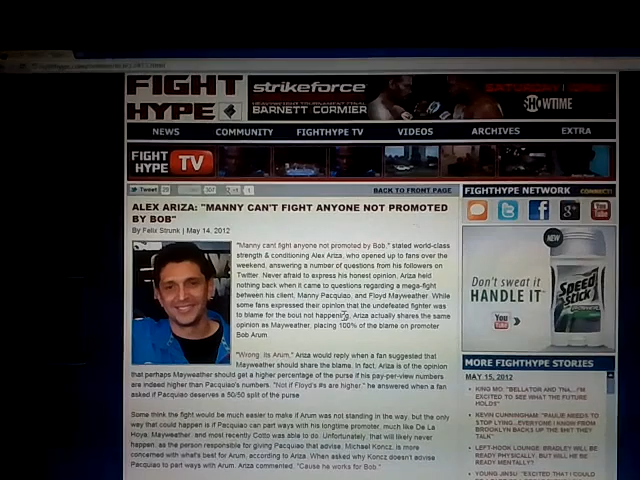 FIGHT HYPE
strikeforce
HEAVYWEIGHT TOURNAMENT FINAL
BARNETT CORMIER
SATURDAY
SHOWTIME
NEWS COMMUNITY FIGHTHYPE TV VIDEOS ARCHIVES EXTRA
FIGHT HYPE TV
Tweet
BACK TO FRONT PAGE
ALEX ARIZA: "MANNY CAN'T FIGHT ANYONE NOT PROMOTED
BY BOB"
By Felix Strunk | May 14, 2012
"Manny cant fight anyone not promoted by Bob," stated world-class
strength & conditioning Alex Ariza, who opened up to fans over the
weekend, answering a number of questions from his followers on
Twitter. Never afraid to express his honest opinion, Ariza held
nothing back when it came to questions regarding a mega-fight
between his client, Manny Pacquiao, and Floyd Mayweather. While
some fans expressed their opinion that the undefeated fighter was
to blame for the bout not happening, Ariza actually shares the same
opinion as Mayweather, placing 100% of the blame on promoter
Bob Arum.
"Wrong. Its Arum," Ariza would reply when a fan suggested that
Mayweather should share the blame. In fact, Ariza is of the opinion
that perhaps Mayweather should get a higher percentage of the purse if his pay-per-view numbers
are indeed higher than Pacquiao's numbers. "Not if Floyd's #s are higher," he answered when a fan
asked if Pacquiao deserves a 50/50 split of the purse.
Some think the fight would be much easier to make if Arum was not standing in the way, but the only
way that could happen is if Pacquiao can part ways with his longtime promoter, much like De La
Hoya, Mayweather, and most recently Cotto was able to do. Unfortunately, that will likely never
happen, as the person responsible for giving Pacquiao that advise, Michael Koncz, is more
concerned with what's best for Arum, according to Ariza. When asked why Koncz doesn't advise
Pacquiao to part ways with Arum, Ariza commented, "Cause he works for Bob."
FIGHTHYPE NETWORK CONNECT!
You Tube
NEW
Don't sweat it
HANDLE IT
You Tube
SPEED STICK
MORE FIGHTHYPE STORIES
MAY 15, 2012
KING MO: "BELLATOR AND TNA...I'M
EXCITED TO SEE WHAT THE FUTURE
HOLDS"
KEVIN CUNNINGHAM: "PAULIE NEEDS TO
STOP LYING...EVERYONE I KNOW FROM
BROOKLYN BACKS UP THE SH!T THEY
TALK"
LEFT-HOOK LOUNGE: BRADLEY WILL BE
READY PHYSICALLY, BUT WILL HE BE
READY MENTALLY?
YOUNG JINSU: "EXCITED THAT I COULD